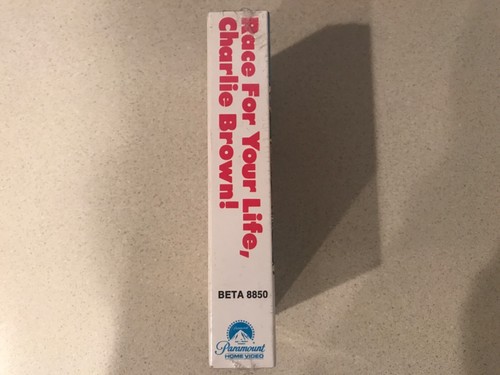 Race For Your Life,
Charlie Brown!
BETA 8850
Paramount
HOME VIDEO